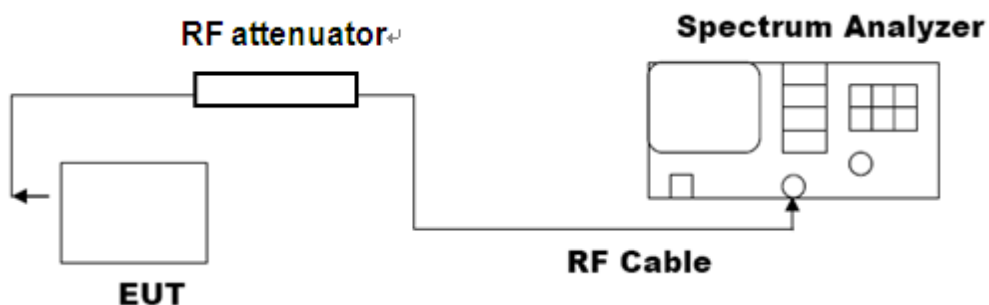 RF attenuator↵
Spectrum Analyzer
RF Cable
EUT